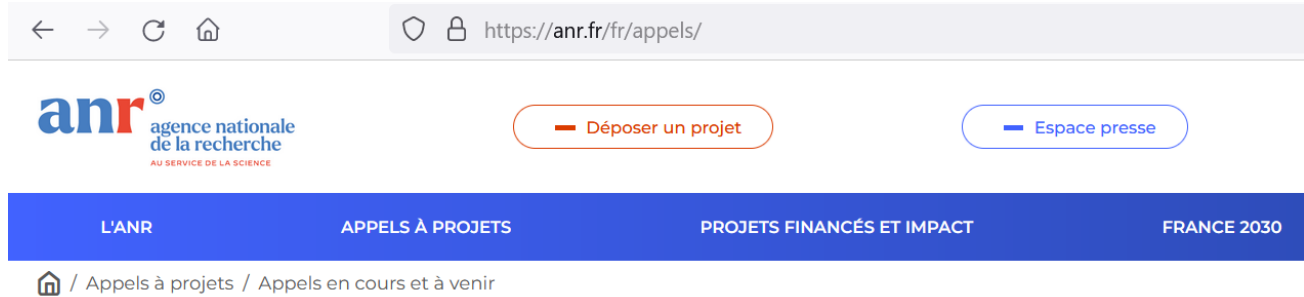 https://anr.fr/fr/appels/
anr
agence nationale
de la recherche
AU SERVICE DE LA SCIENCE
Déposer un projet
Espace presse
L'ANR APPELS À PROJETS PROJETS FINANCÉS ET IMPACT FRANCE 2030
/ Appels à projets / Appels en cours et à venir